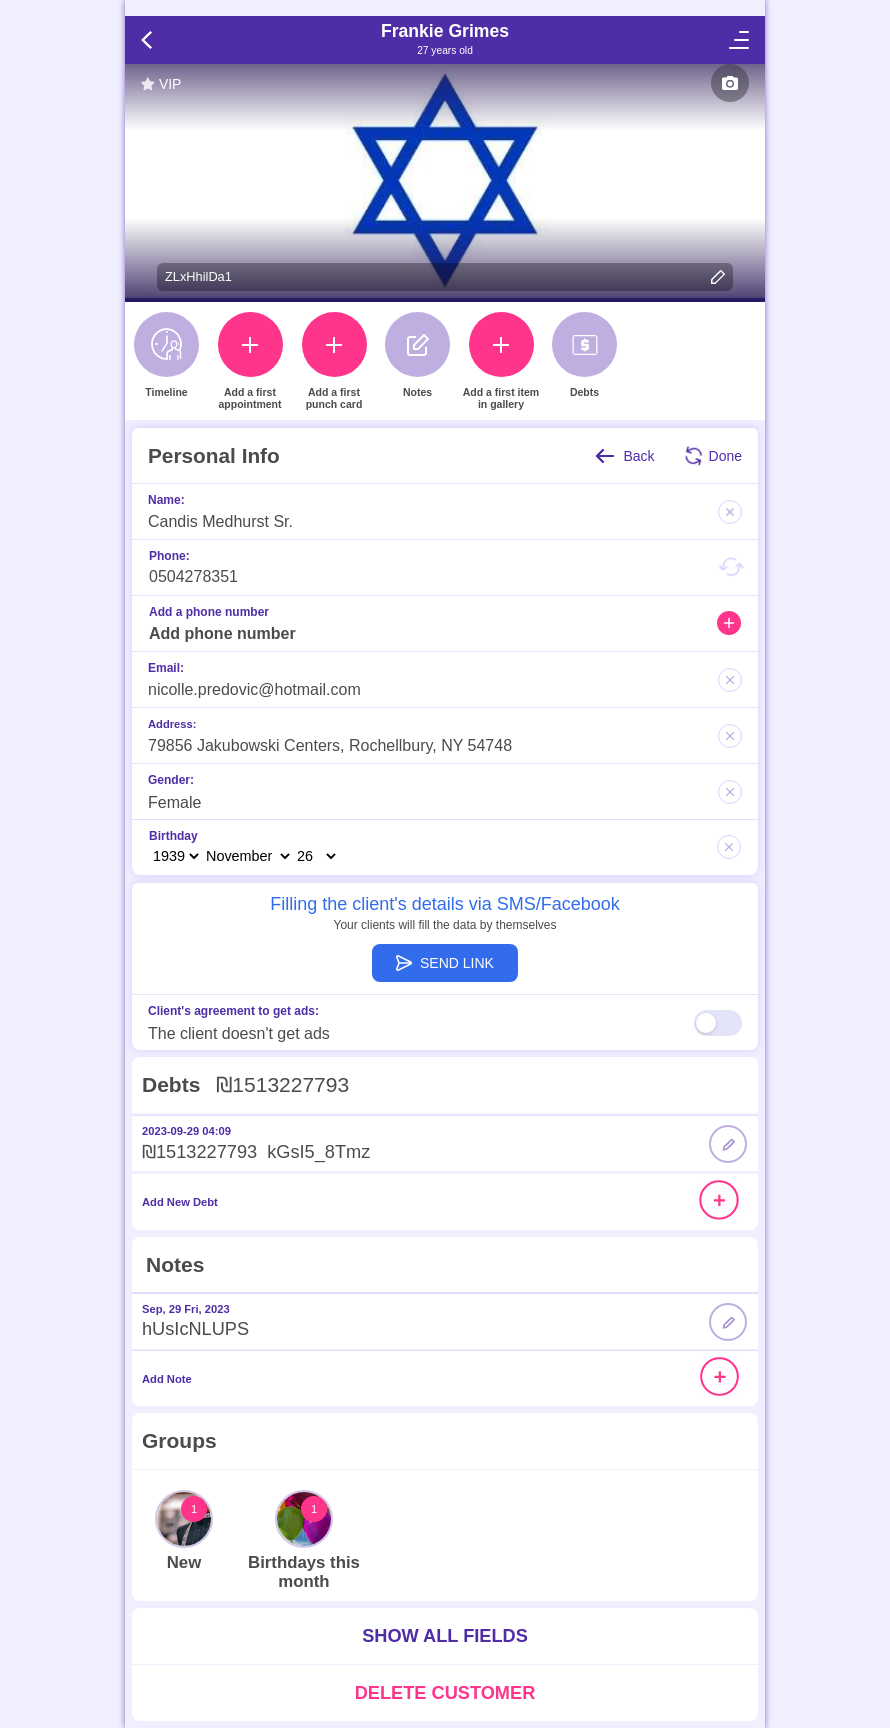 Frankie Grimes
27 years old
VIP
ZLxHhilDa1
Timeline
Add a first
appointment
Add a first
punch card
Notes
Add a first item
in gallery
Debts
Personal Info
Back
Done
Name:
Candis Medhurst Sr.
Phone:
0504278351
Add a phone number
Add phone number
Email:
nicolle.predovic@hotmail.com
Address:
79856 Jakubowski Centers, Rochellbury, NY 54748
Gender:
Female
Birthday
1939 November 26
Filling the client's details via SMS/Facebook
Your clients will fill the data by themselves
SEND LINK
Client's agreement to get ads:
The client doesn't get ads
Debts ₪1513227793
2023-09-29 04:09
₪1513227793 kGsI5_8Tmz
Add New Debt
Notes
Sep, 29 Fri, 2023
hUsIcNLUPS
Add Note
Groups
1
New
1
Birthdays this
month
SHOW ALL FIELDS
DELETE CUSTOMER